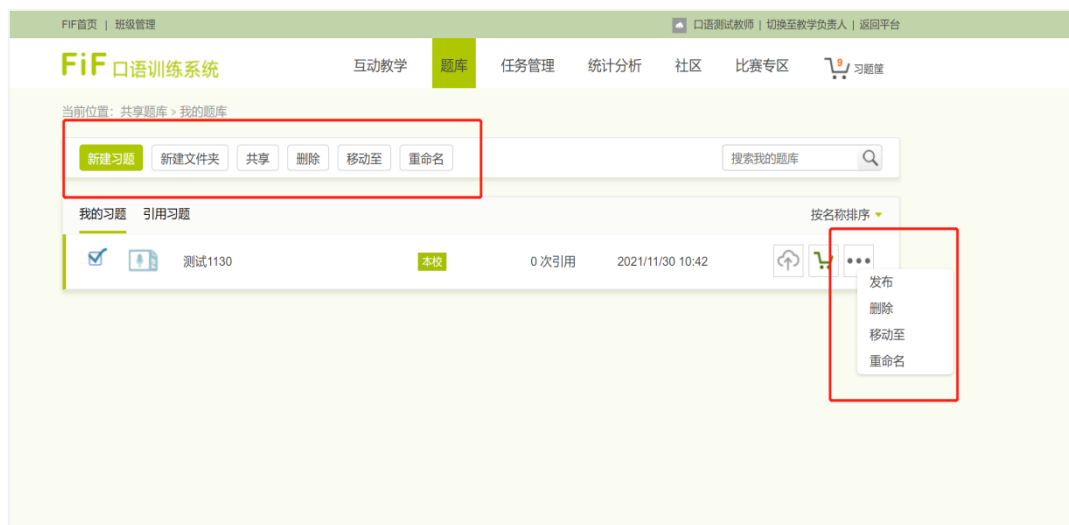 FIF首页 | 班级管理 口语测试教师 | 切换至教学负责人 | 返回平台
FiF 口语训练系统 互动教学 题库 任务管理 统计分析 社区 比赛专区 9 习题筐
当前位置：共享题库 > 我的题库
新建习题 新建文件夹 共享 删除 移动至 重命名 搜索我的题库
我的习题 引用习题 按名称排序
测试1130 本校 0 次引用 2021/11/30 10:42
发布
删除
移动至
重命名